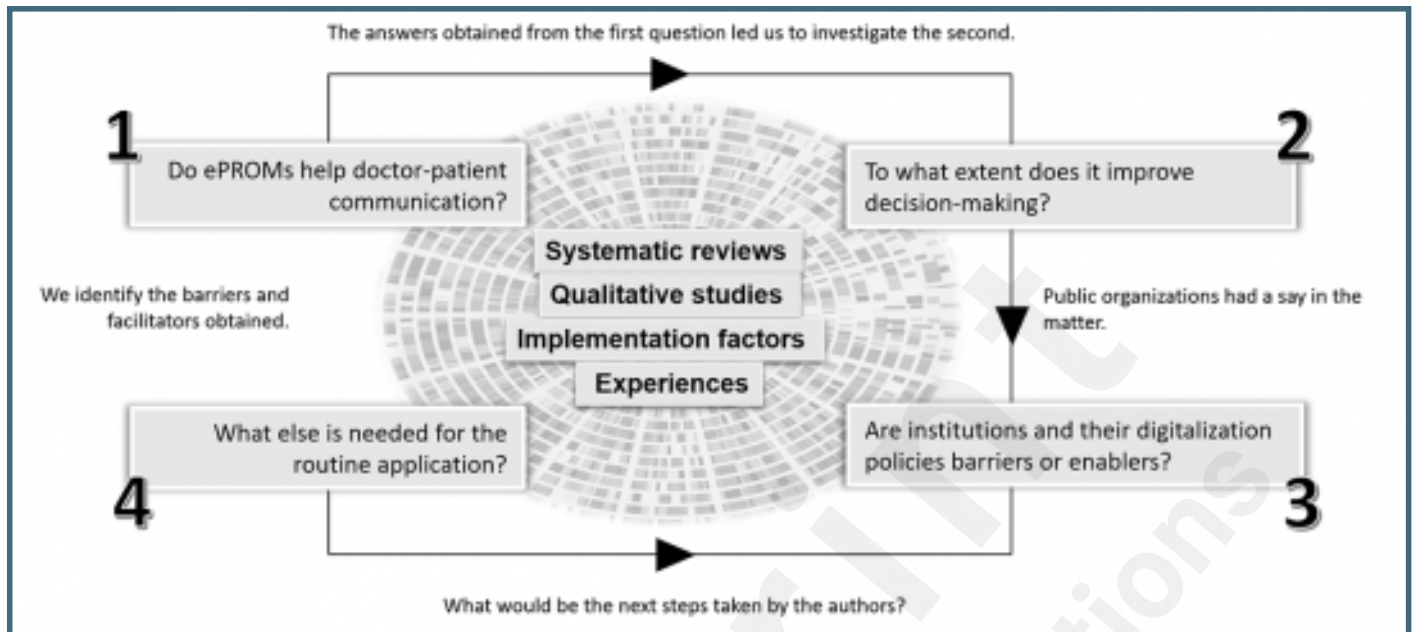 The answers obtained from the first question led us to investigate the second.
1
Do ePROMs help doctor-patient
communication?
2
To what extent does it improve
decision-making?
Systematic reviews
Qualitative studies
Implementation factors
Experiences
We identify the barriers and
facilitators obtained.
Public organizations had a say in the
matter.
What else is needed for the
routine application?
4
Are institutions and their digitalization
policies barriers or enablers?
3
What would be the next steps taken by the authors?